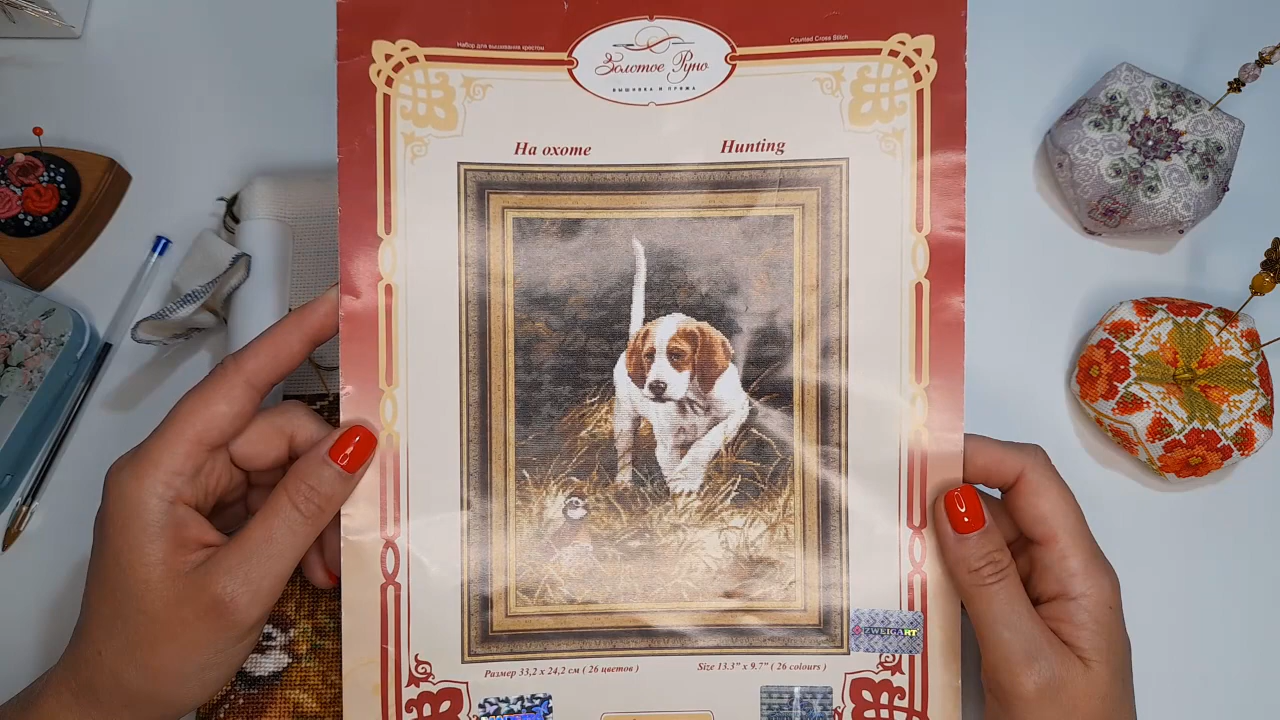 Набор для вышивания крестом
Counted Cross Stitch
Золотое Руно
ВЫШИВКА И ПРЯЖА
На охоте
Hunting
ZWEIGART
Размер 33,2 х 24,2 см ( 26 цветов )
Size 13.3” x 9.7” ( 26 colours )